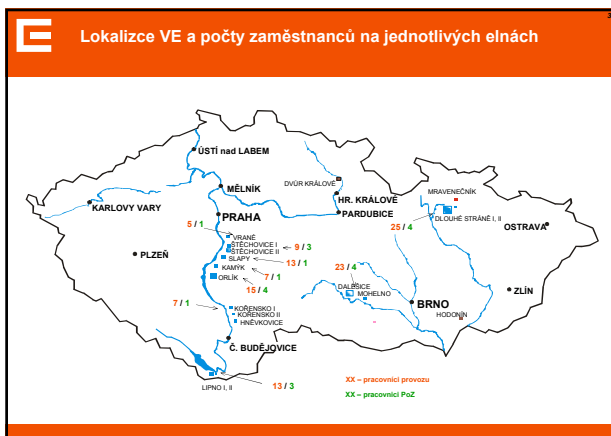 3
Lokalizce VE a počty zaměstnanců na jednotlivých elnách
ÚSTÍ nad LABEM
DVŮR KRÁLOVÉ
MĚLNÍK
HR. KRÁLOVÉ
MRAVENEČNÍK
KARLOVY VARY
PRAHA
PARDUBICE
DLOUHÉ STRÁNĚ I, II
5 / 1
25 / 4
OSTRAVA
VRANÉ
ŠTĚCHOVICE I
9 / 3
ŠTĚCHOVICE II
PLZEŇ
SLAPY
13 / 1
KAMÝK
7 / 1
23 / 4
ORLÍK
15 / 4
DALEŠICE
MOHELNO
ZLÍN
7 / 1
BRNO
KOŘENSKO I
KOŘENSKO II
HODONÍN
HNĚVKOVICE
Č. BUDĚJOVICE
LIPNO I, II
13 / 3
XX – pracovníci provozu
XX – pracovníci PoZ